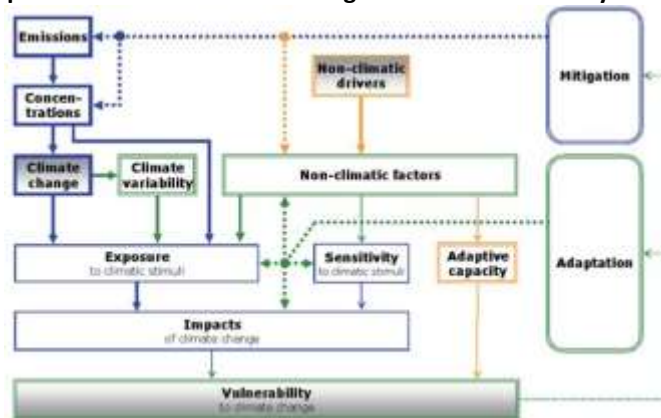 Emissions
Non-climatic
drivers
Mitigation
Concen-
trations
Climate
change
Climate
variability
Non-climatic factors
Exposure
to climatic stimuli
Sensitivity
to climatic stimuli
Adaptive
capacity
Adaptation
Impacts
of climate change
Vulnerability
to climate change